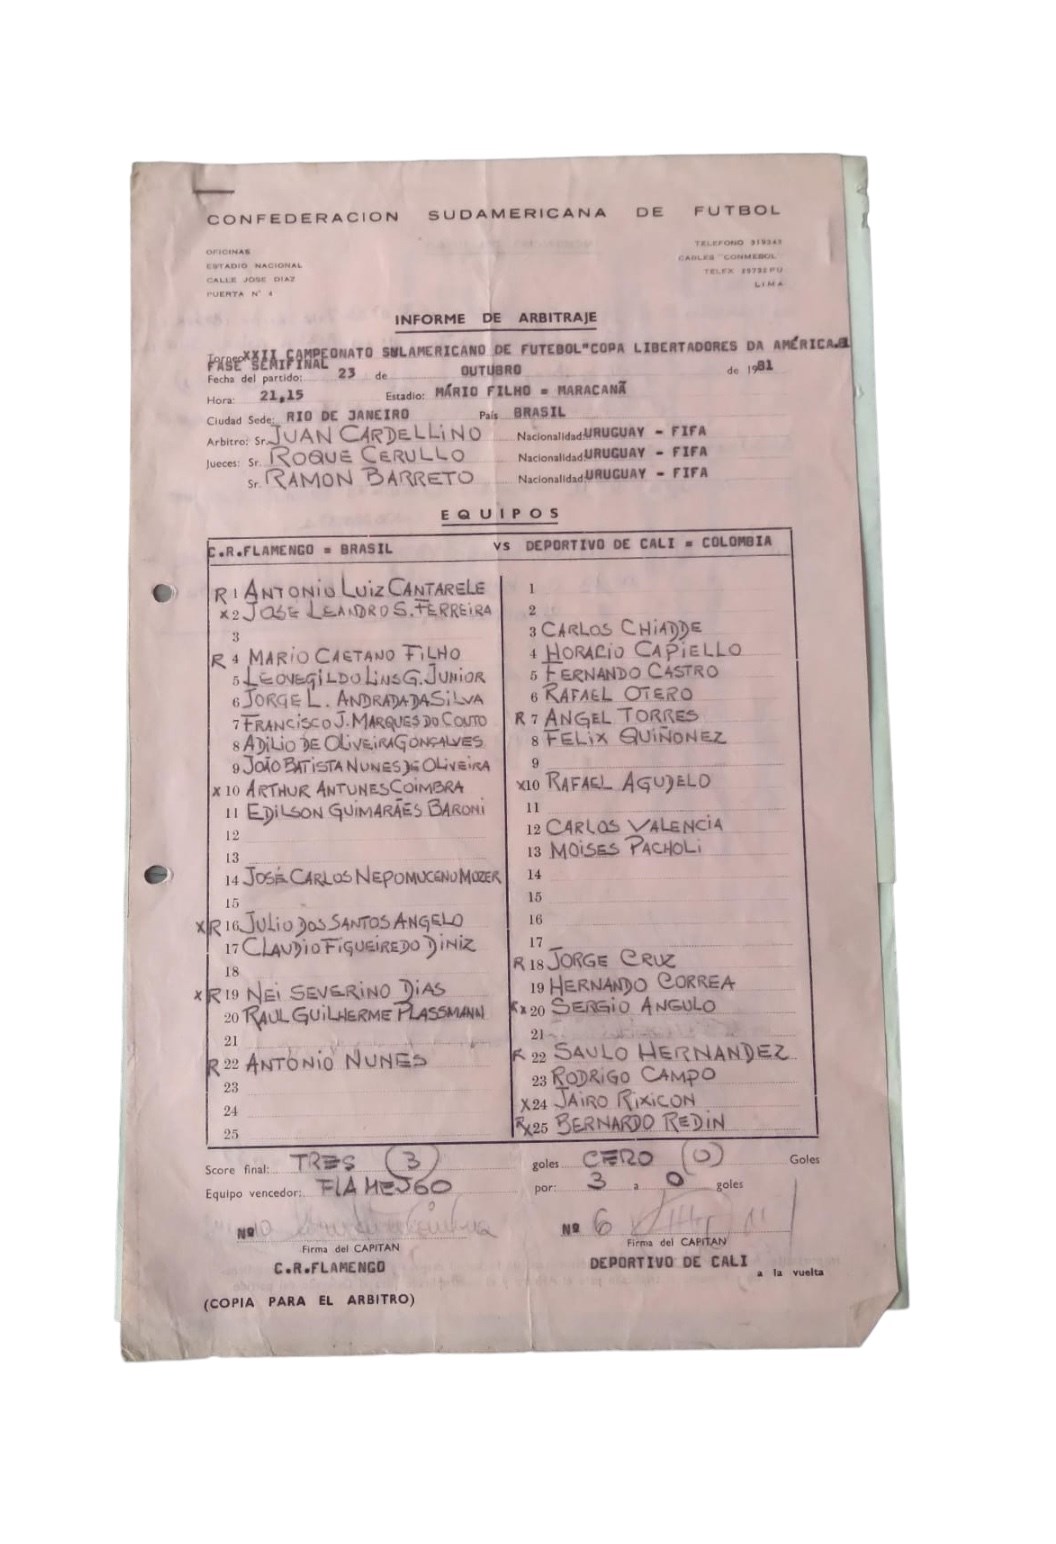 CONFEDERACION SUDAMERICANA DE FUTBOL
OFICINAS
ESTADIO NACIONAL
CALLE JOSE DIAZ
PUERTA Nº 4
TELEFONO 319247
CABLES "CONMEBOL"
TELEX 25732 PU
LIMA
INFORME DE ARBITRAJE
Torneo XXII CAMPEONATO SULAMERICANO DE FUTEBOL"COPA LIBERTADORES DA AMÉRICA
FASE SEMIFINAL
Fecha del partido: 23 de OUTUBRO de 1981
Hora: 21,15 Estadio: MÁRIO FILHO = MARACANÃ
Ciudad Sede: RIO DE JANEIRO País BRASIL
Arbitro: Sr. JUAN CARDELLINO Nacionalidad: URUGUAY - FIFA
Jueces: Sr. ROQUE CERULLO Nacionalidad: URUGUAY - FIFA
Sr. RAMON BARRETO Nacionalidad: URUGUAY - FIFA
EQUIPOS
C.R.FLAMENGO = BRASIL VS DEPORTIVO DE CALI = COLOMBIA
R 1 ANTONIO LUIZ CANTARELE
X 2 JOSE LEANDRO S. FERREIRA
3
R 4 MARIO CAETANO FILHO
5 LEOVEGILDO LINS G. JUNIOR
6 JORGE L. ANDRADA DA SILVA
7 FRANCISCO J. MARQUES DO COUTO
8 ADILIO DE OLIVEIRA GONSALVES
9 JOÃO BATISTA NUNES DE OLIVEIRA
X 10 ARTHUR ANTUNES COIMBRA
11 EDILSON GUIMARÃES BARONI
12
13
14 JOSÉ CARLOS NEPOMUCENU MOZER
15
X R 16 JULIO DOS SANTOS ANGELO
17 CLAUDIO FIGUEIREDO DINIZ
18
X R 19 NEI SEVERINO DIAS
20 RAUL GUILHERME PLASSMANN
21
R 22 ANTONIO NUNES
23
24
25
1
2
3 CARLOS CHIADDE
4 HORACIO CAPIELLO
5 FERNANDO CASTRO
6 RAFAEL OTERO
R 7 ANGEL TORRES
8 FELIX QUIÑONEZ
9
X10 RAFAEL AGUDELO
11
12 CARLOS VALENCIA
13 MOISES PACHOLI
14
15
16
17
R 18 JORGE CRUZ
19 HERNANDO CORREA
R X 20 SERGIO ANGULO
21
R 22 SAULO HERNANDEZ
23 RODRIGO CAMPO
X24 JAIRO RIXICON
R X25 BERNARDO REDIN
Score final: TRES (3) goles CERO (0) Goles
Equipo vencedor: FLAMENGO por: 3 a 0 goles
Nº 10
Nº 6
Firma del CAPITAN
Firma del CAPITAN
C.R.FLAMENGO
DEPORTIVO DE CALI
a la vuelta
(COPIA PARA EL ARBITRO)